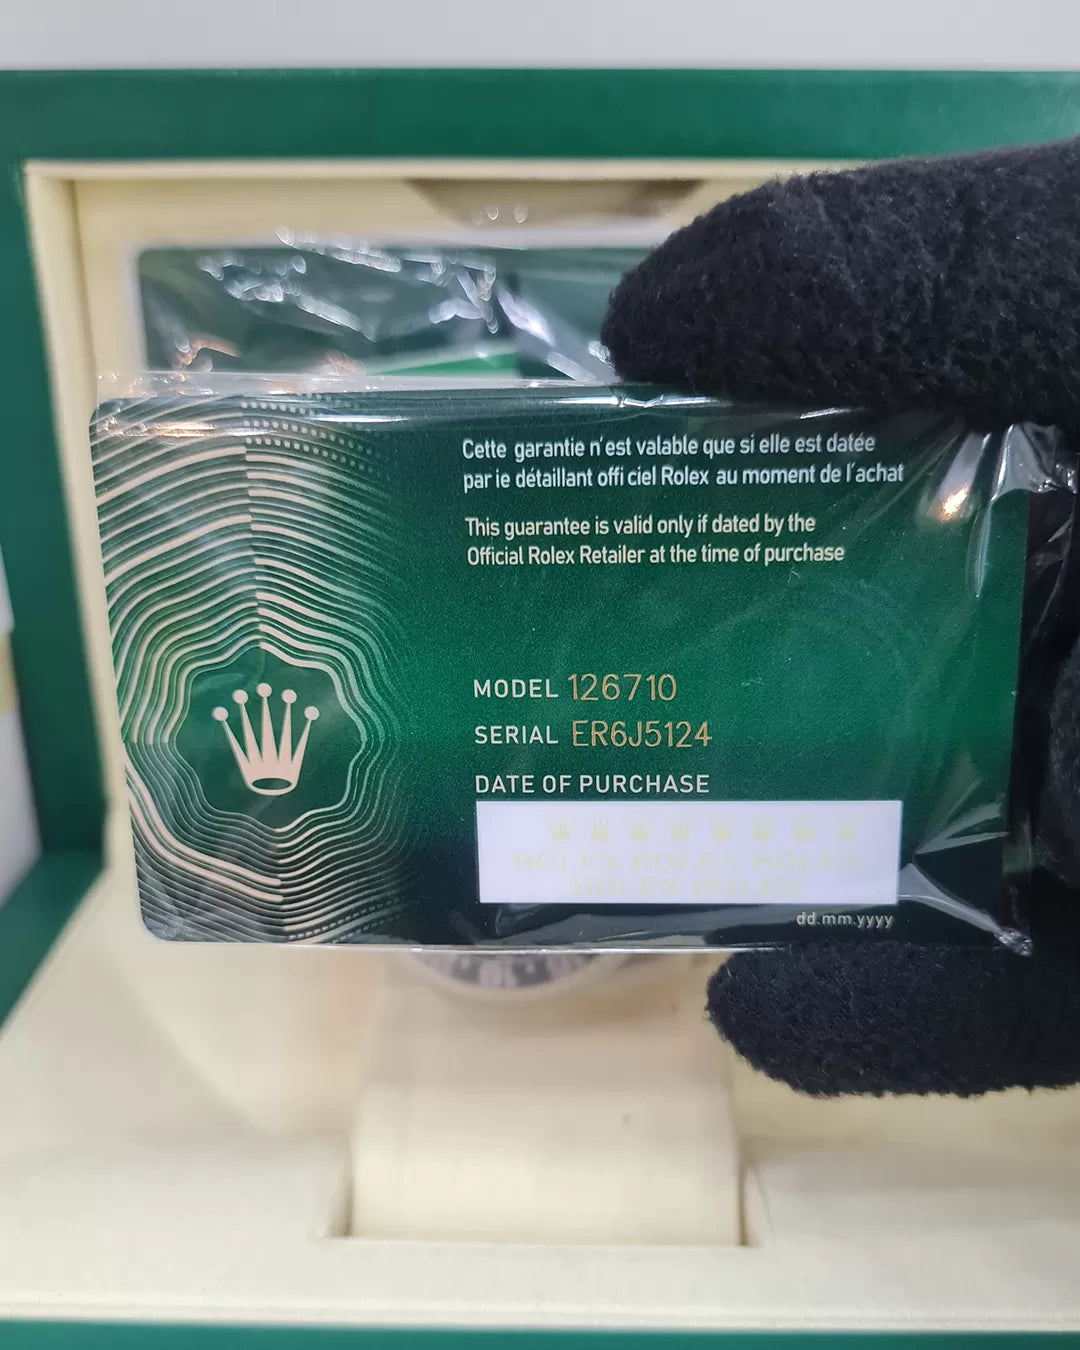 Cette garantie n'est valable que si elle est datée
par ie détaillant offi ciel Rolex au moment de l'achat
This guarantee is valid only if dated by the
Official Rolex Retailer at the time of purchase
MODEL 126710
SERIAL ER6J5124
DATE OF PURCHASE
ROLEX ROLEX ROLEX
ROLEX ROLEX
dd.mm.yyyy